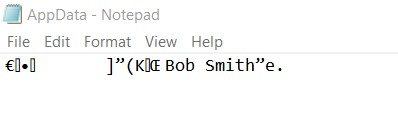 AppData - Notepad
File Edit Format View Help
€▯•▯ ]”(K▯Œ Bob Smith”e.